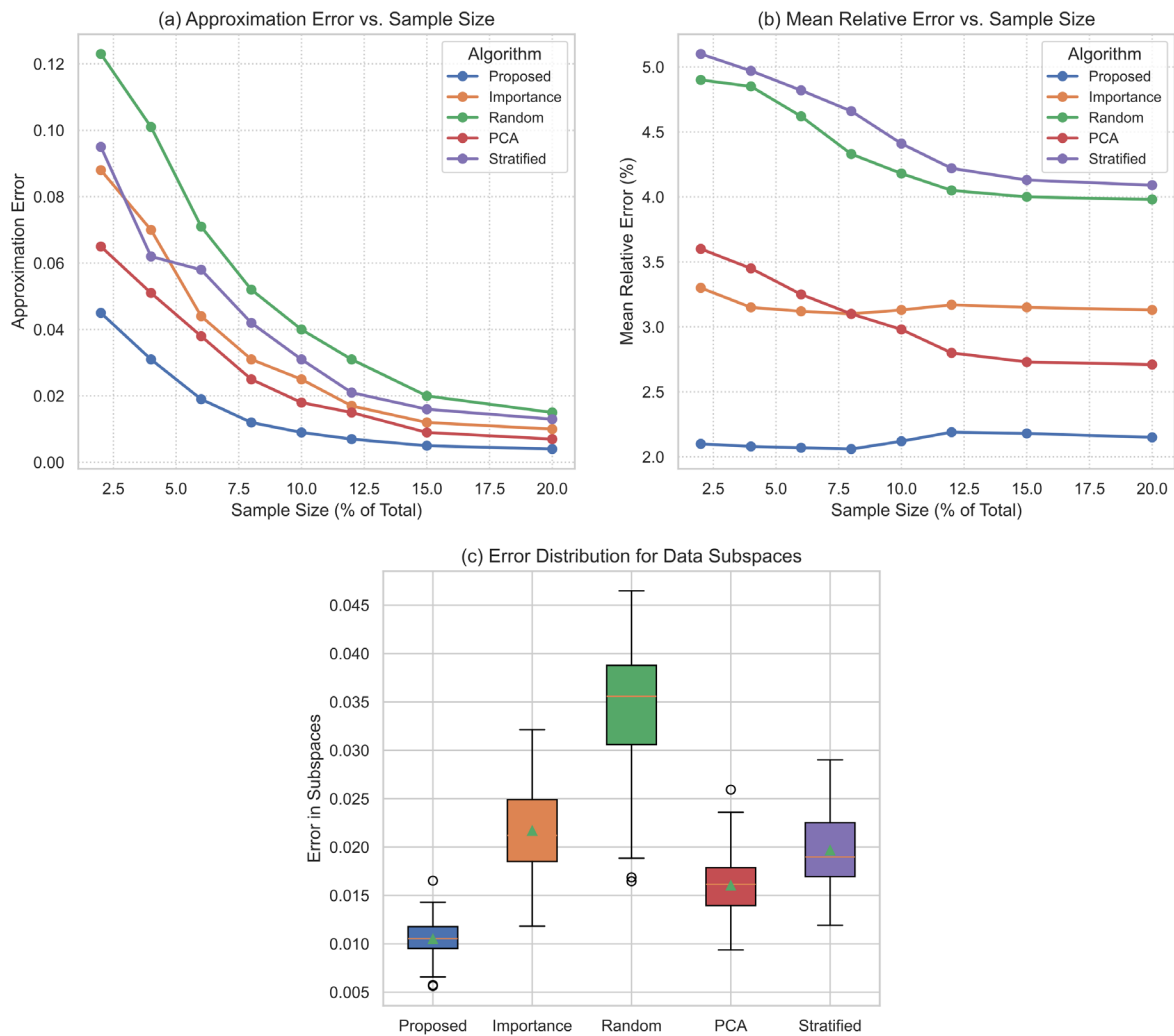 (a) Approximation Error vs. Sample Size
Approximation Error
0.12
0.10
0.08
0.06
0.04
0.02
0.00
Algorithm
Proposed
Importance
Random
PCA
Stratified
2.5 5.0 7.5 10.0 12.5 15.0 17.5 20.0
Sample Size (% of Total)
(b) Mean Relative Error vs. Sample Size
Mean Relative Error (%)
5.0
4.5
4.0
3.5
3.0
2.5
2.0
Algorithm
Proposed
Importance
Random
PCA
Stratified
2.5 5.0 7.5 10.0 12.5 15.0 17.5 20.0
Sample Size (% of Total)
(c) Error Distribution for Data Subspaces
Error in Subspaces
0.045
0.040
0.035
0.030
0.025
0.020
0.015
0.010
0.005
Proposed Importance Random PCA Stratified